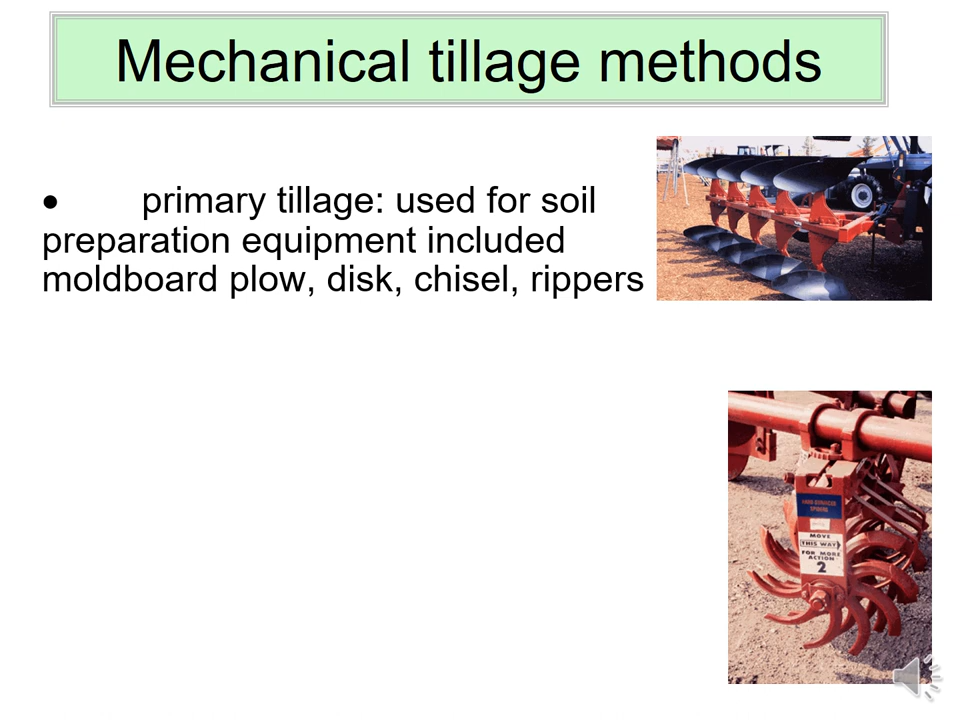 Mechanical tillage methods
• primary tillage: used for soil
preparation equipment included
moldboard plow, disk, chisel, rippers
MOVE
THIS WAY
FOR MORE
ACTION
2